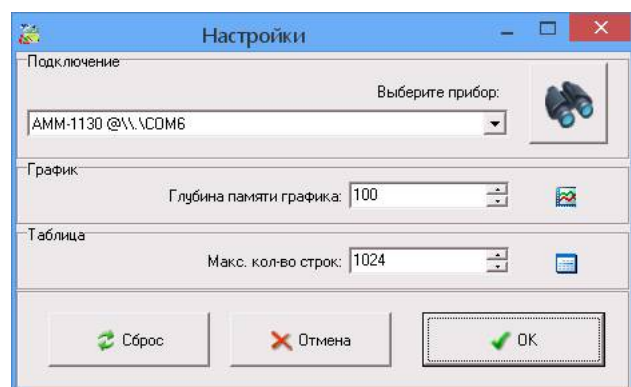 Настройки
Подключение
Выберите прибор:
АММ-1130 @\\.\COM6
График
Глубина памяти графика: 100
Таблица
Макс. кол-во строк: 1024
Сброс
Отмена
OK